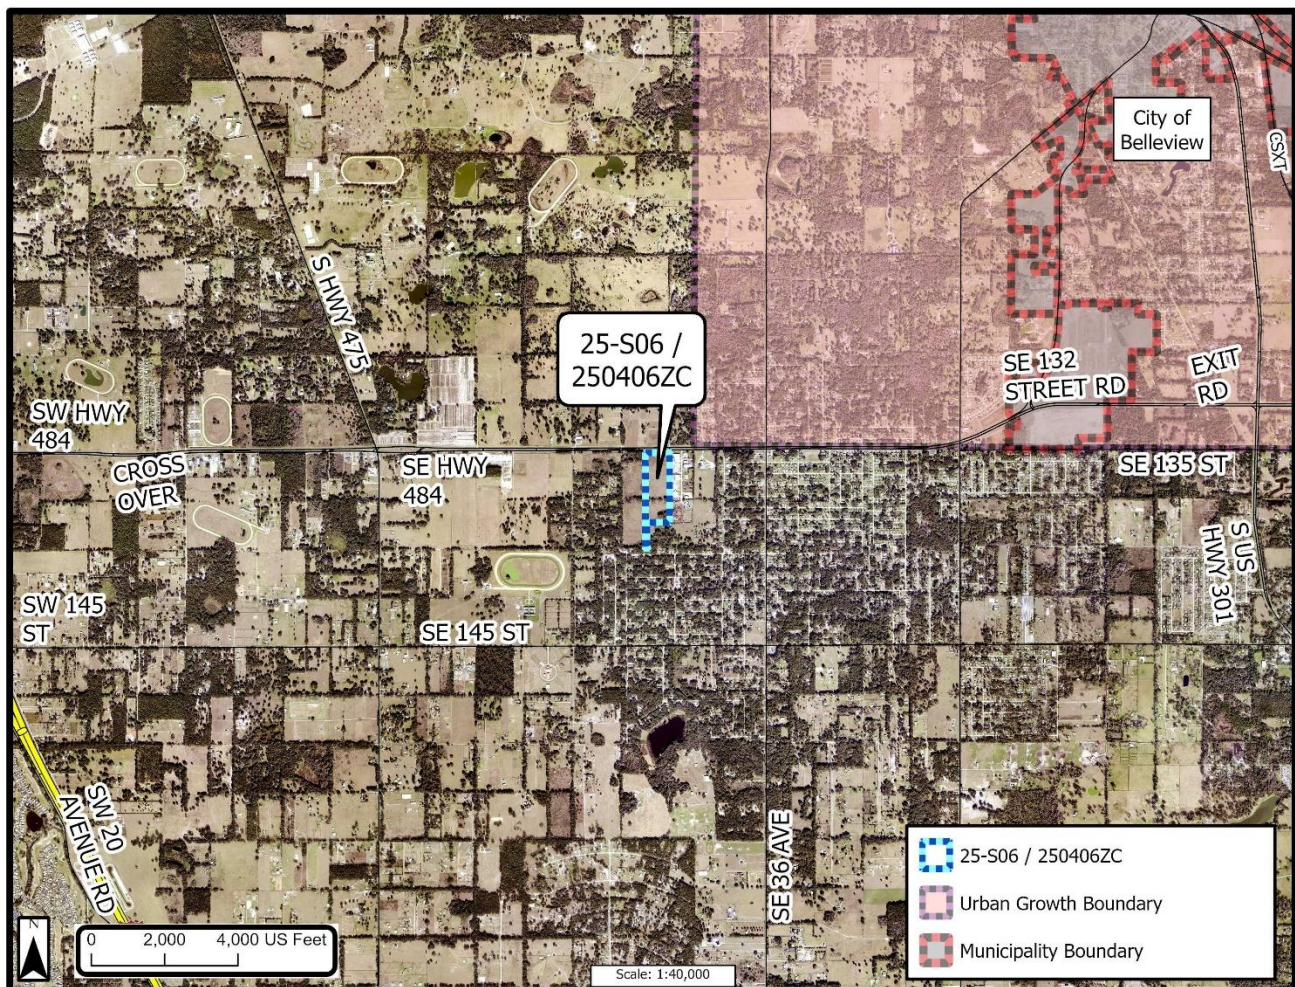 City of
Belleview
CSXT
S HWY 475
25-S06 /
250406ZC
SE 132
STREET RD
EXIT
RD
SW HWY
484
CROSS
OVER
SE HWY
484
SE 135 ST
S US
HWY 301
SW 145
ST
SE 145 ST
SW 20
AVENUE RD
SE 36 AVE
25-S06 / 250406ZC
Urban Growth Boundary
Municipality Boundary
N
0 2,000 4,000 US Feet
Scale: 1:40,000